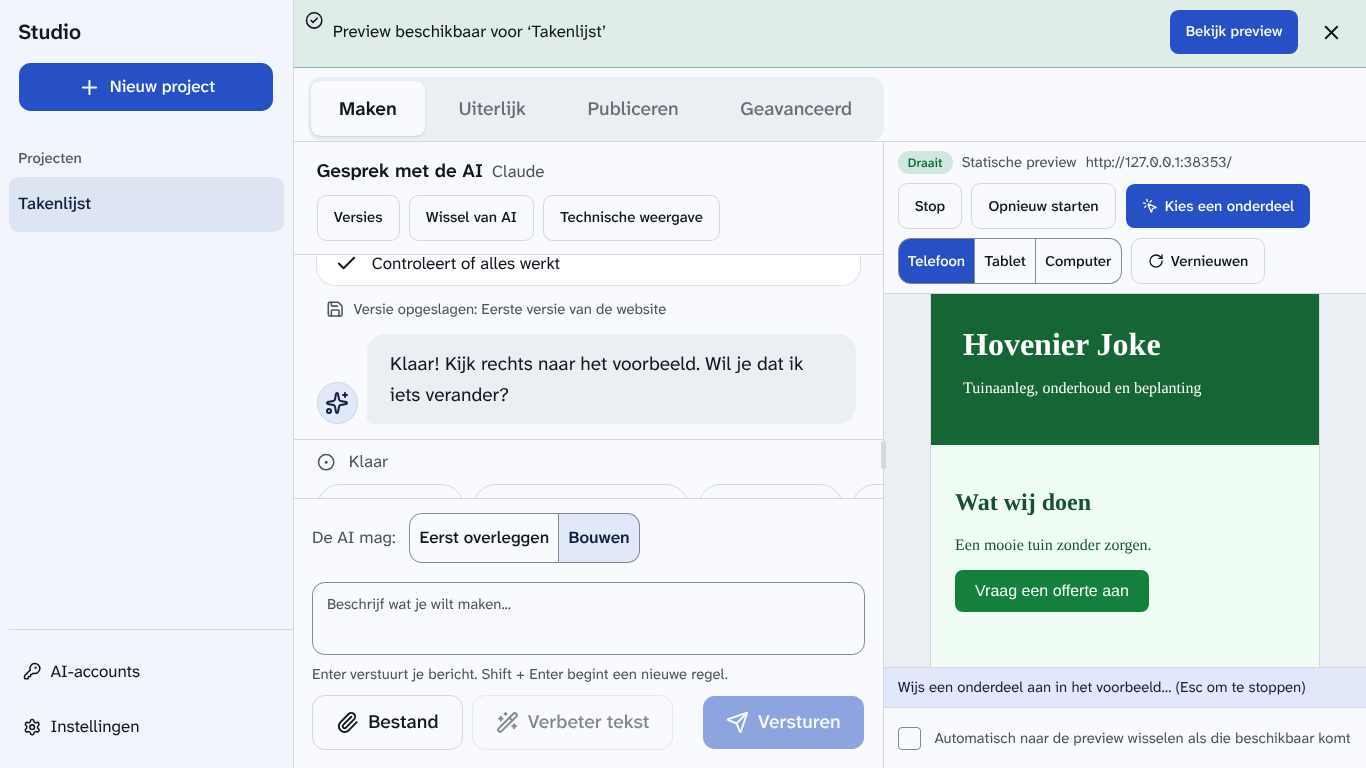 Studio
Nieuw project
Projecten
Takenlijst
AI-accounts
Instellingen
Preview beschikbaar voor ‘Takenlijst’
Bekijk preview
Maken
Uiterlijk
Publiceren
Geavanceerd
Gesprek met de AI Claude
Versies
Wissel van AI
Technische weergave
Controleert of alles werkt
Versie opgeslagen: Eerste versie van de website
Klaar! Kijk rechts naar het voorbeeld. Wil je dat ik
iets verander?
Klaar
De AI mag:
Eerst overleggen
Bouwen
Beschrijf wat je wilt maken...
Enter verstuurt je bericht. Shift + Enter begint een nieuwe regel.
Bestand
Verbeter tekst
Versturen
Draait
Statische preview
http://127.0.0.1:38353/
Stop
Opnieuw starten
Kies een onderdeel
Telefoon
Tablet
Computer
Vernieuwen
Hovenier Joke
Tuinaanleg, onderhoud en beplanting
Wat wij doen
Een mooie tuin zonder zorgen.
Vraag een offerte aan
Wijs een onderdeel aan in het voorbeeld... (Esc om te stoppen)
Automatisch naar de preview wisselen als die beschikbaar komt